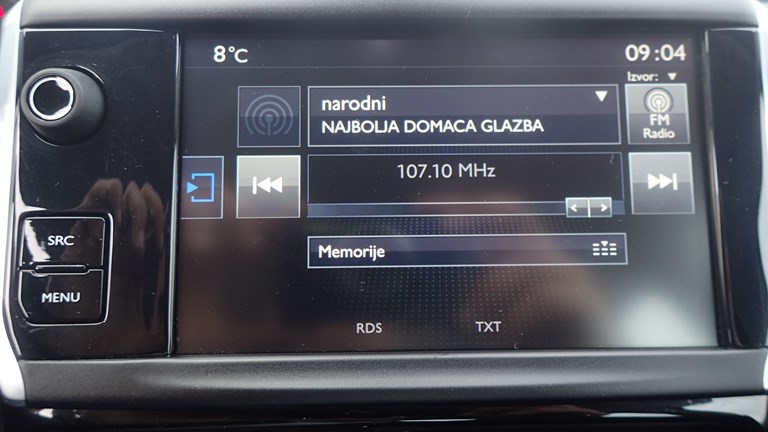 8°C
09:04
Izvor:
narodni
NAJBOLJA DOMACA GLAZBA
FM
Radio
107.10 MHz
SRC
Memorije
MENU
RDS
TXT